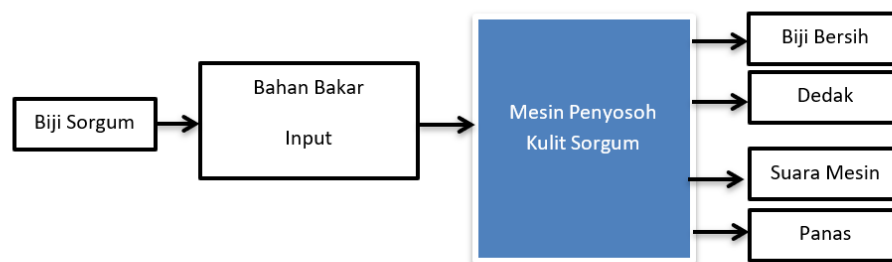 Biji Sorgum
Bahan Bakar
Input
Mesin Penyosoh
Kulit Sorgum
Biji Bersih
Dedak
Suara Mesin
Panas